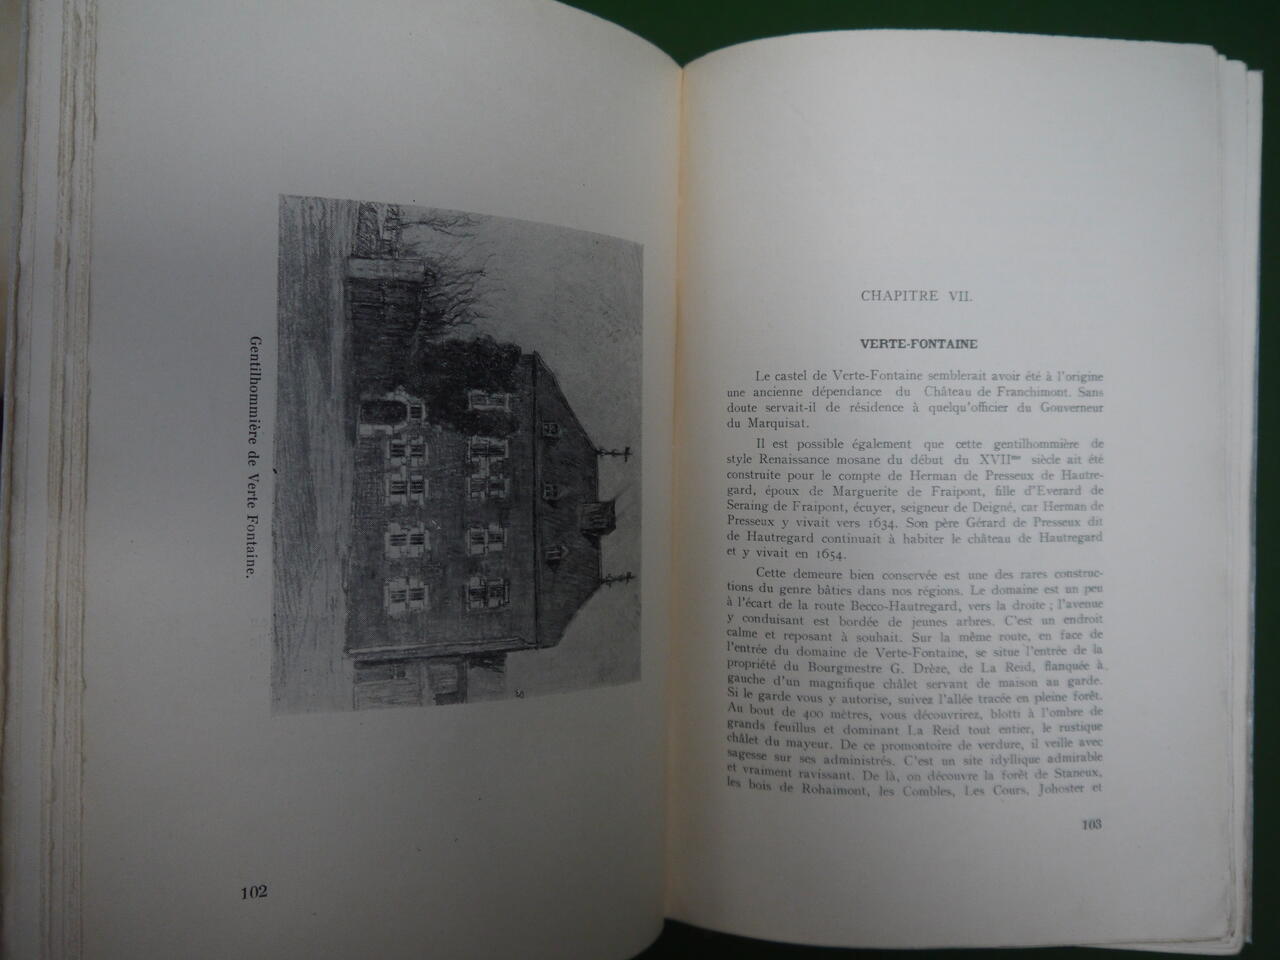 Gentilhommière de Verte Fontaine.
102
CHAPITRE VII.
VERTE-FONTAINE
Le castel de Verte-Fontaine semblerait avoir été à l'origine
une ancienne dépendance du Château de Franchimont. Sans
doute servait-il de résidence à quelqu'officier du Gouverneur
du Marquisat.
Il est possible également que cette gentilhommière de
style Renaissance mosane du début du XVIIme siècle ait été
construite pour le compte de Herman de Presseux de Hautre-
gard, époux de Marguerite de Fraipont, fille d'Everard de
Seraing de Fraipont, écuyer, seigneur de Deigné, car Herman de
Presseux y vivait vers 1634. Son père Gérard de Presseux dit
de Hautregard continuait à habiter le château de Hautregard
et y vivait en 1654.
Cette demeure bien conservée est une des rares construc-
tions du genre bâties dans nos régions. Le domaine est un peu
à l'écart de la route Becco-Hautregard, vers la droite ; l'avenue
y conduisant est bordée de jeunes arbres. C'est un endroit
calme et reposant à souhait. Sur la même route, en face de
l'entrée du domaine de Verte-Fontaine, se situe l'entrée de la
propriété du Bourgmestre G. Drèze, de La Reid, flanquée à
gauche d'un magnifique châlet servant de maison au garde.
Si le garde vous y autorise, suivez l'allée tracée en pleine forêt.
Au bout de 400 mètres, vous découvrirez, blotti à l'ombre de
grands feuillus et dominant La Reid tout entier, le rustique
châlet du mayeur. De ce promontoire de verdure, il veille avec
sagesse sur ses administrés. C'est un site idyllique admirable
et vraiment ravissant. De là, on découvre la forêt de Staneux,
les bois de Rohaimont, les Combles, Les Cours, Johoster et
103